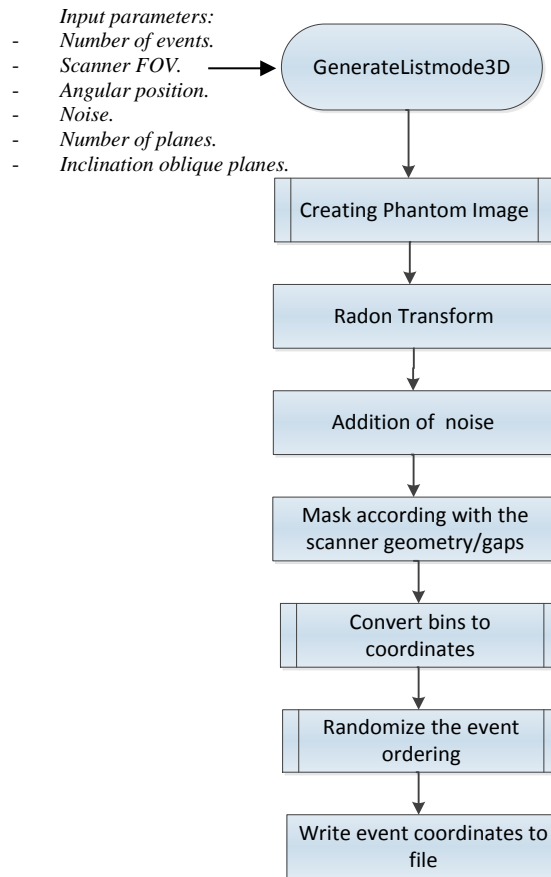 Input parameters:
- Number of events.
- Scanner FOV.
- Angular position.
- Noise.
- Number of planes.
- Inclination oblique planes.
GenerateListmode3D
Creating Phantom Image
Radon Transform
Addition of noise
Mask according with the
scanner geometry/gaps
Convert bins to
coordinates
Randomize the event
ordering
Write event coordinates to
file